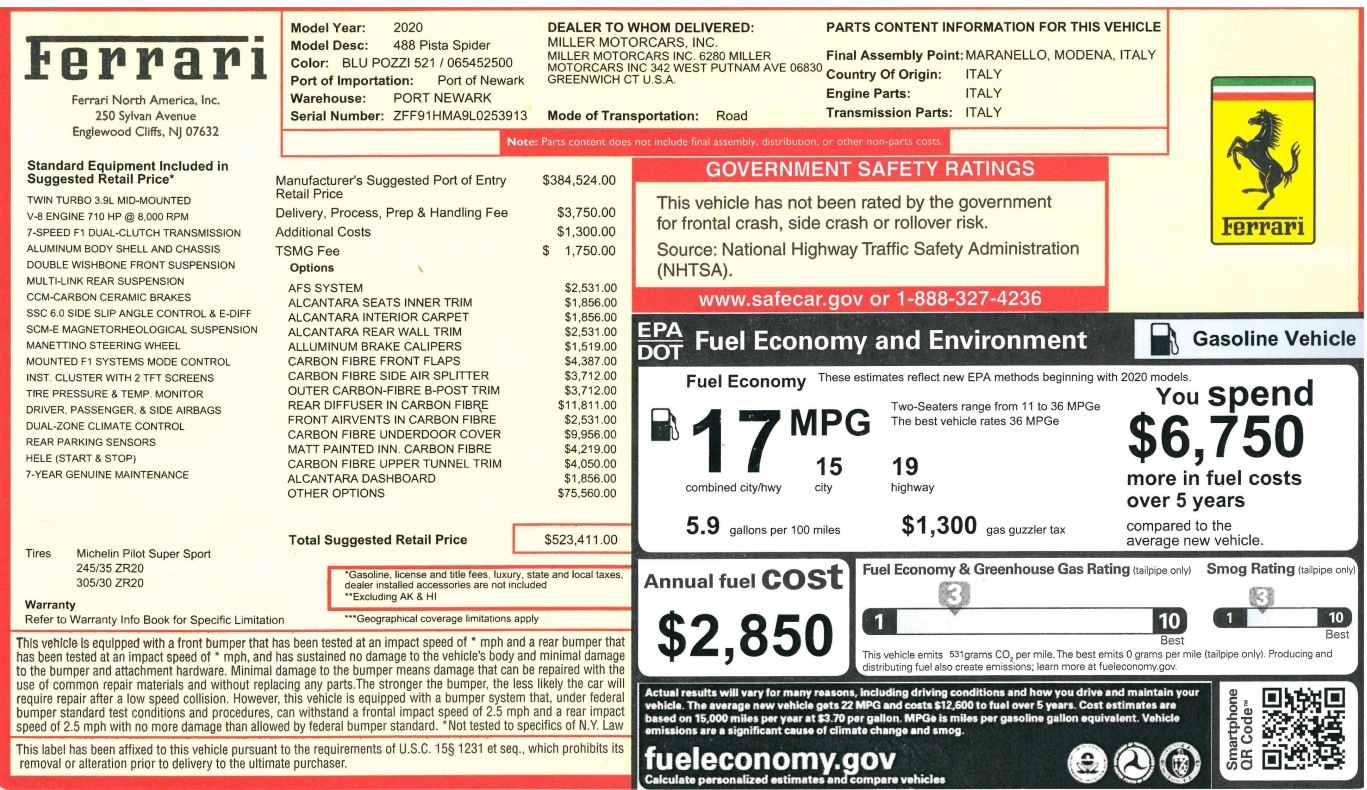 Ferrari
Ferrari North America, Inc.
250 Sylvan Avenue
Englewood Cliffs, NJ 07632
Model Year: 2020
Model Desc: 488 Pista Spider
Color: BLU POZZI 521 / 065452500
Port of Importation: Port of Newark
Warehouse: PORT NEWARK
Serial Number: ZFF91HMA9L0253913
DEALER TO WHOM DELIVERED:
MILLER MOTORCARS, INC.
MILLER MOTORCARS INC. 6280 MILLER
MOTORCARS INC 342 WEST PUTNAM AVE 06830
GREENWICH CT U.S.A.
Mode of Transportation: Road
PARTS CONTENT INFORMATION FOR THIS VEHICLE
Final Assembly Point: MARANELLO, MODENA, ITALY
Country Of Origin: ITALY
Engine Parts: ITALY
Transmission Parts: ITALY
Note: Parts content does not include final assembly, distribution, or other non-parts costs.
Ferrari
Standard Equipment Included in
Suggested Retail Price*
TWIN TURBO 3.9L MID-MOUNTED
V-8 ENGINE 710 HP @ 8,000 RPM
7-SPEED F1 DUAL-CLUTCH TRANSMISSION
ALUMINUM BODY SHELL AND CHASSIS
DOUBLE WISHBONE FRONT SUSPENSION
MULTI-LINK REAR SUSPENSION
CCM-CARBON CERAMIC BRAKES
SSC 6.0 SIDE SLIP ANGLE CONTROL & E-DIFF
SCM-E MAGNETORHEOLOGICAL SUSPENSION
MANETTINO STEERING WHEEL
MOUNTED F1 SYSTEMS MODE CONTROL
INST. CLUSTER WITH 2 TFT SCREENS
TIRE PRESSURE & TEMP. MONITOR
DRIVER, PASSENGER, & SIDE AIRBAGS
DUAL-ZONE CLIMATE CONTROL
REAR PARKING SENSORS
HELE (START & STOP)
7-YEAR GENUINE MAINTENANCE
Tires Michelin Pilot Super Sport
245/35 ZR20
305/30 ZR20
Warranty
Refer to Warranty Info Book for Specific Limitation
Manufacturer's Suggested Port of Entry $384,524.00
Retail Price
Delivery, Process, Prep & Handling Fee $3,750.00
Additional Costs $1,300.00
TSMG Fee $ 1,750.00
Options
AFS SYSTEM $2,531.00
ALCANTARA SEATS INNER TRIM $1,856.00
ALCANTARA INTERIOR CARPET $1,856.00
ALCANTARA REAR WALL TRIM $2,531.00
ALLUMINUM BRAKE CALIPERS $1,519.00
CARBON FIBRE FRONT FLAPS $4,387.00
CARBON FIBRE SIDE AIR SPLITTER $3,712.00
OUTER CARBON-FIBRE B-POST TRIM $3,712.00
REAR DIFFUSER IN CARBON FIBRE $11,811.00
FRONT AIRVENTS IN CARBON FIBRE $2,531.00
CARBON FIBRE UNDERDOOR COVER $9,956.00
MATT PAINTED INN. CARBON FIBRE $4,219.00
CARBON FIBRE UPPER TUNNEL TRIM $4,050.00
ALCANTARA DASHBOARD $1,856.00
OTHER OPTIONS $75,560.00
Total Suggested Retail Price $523,411.00
*Gasoline, license and title fees, luxury, state and local taxes,
dealer installed accessories are not included
**Excluding AK & HI
***Geographical coverage limitations apply
This vehicle is equipped with a front bumper that has been tested at an impact speed of * mph and a rear bumper that
has been tested at an impact speed of * mph, and has sustained no damage to the vehicle's body and minimal damage
to the bumper and attachment hardware. Minimal damage to the bumper means damage that can be repaired with the
use of common repair materials and without replacing any parts.The stronger the bumper, the less likely the car will
require repair after a low speed collision. However, this vehicle is equipped with a bumper system that, under federal
bumper standard test conditions and procedures, can withstand a frontal impact speed of 2.5 mph and a rear impact
speed of 2.5 mph with no more damage than allowed by federal bumper standard. *Not tested to specifics of N.Y. Law
This label has been affixed to this vehicle pursuant to the requirements of U.S.C. 15§ 1231 et seq., which prohibits its
removal or alteration prior to delivery to the ultimate purchaser.
GOVERNMENT SAFETY RATINGS
This vehicle has not been rated by the government
for frontal crash, side crash or rollover risk.
Source: National Highway Traffic Safety Administration
(NHTSA).
www.safecar.gov or 1-888-327-4236
EPA
DOT
Fuel Economy and Environment
Gasoline Vehicle
Fuel Economy
These estimates reflect new EPA methods beginning with 2020 models.
17 MPG
combined city/hwy
15
city
19
highway
Two-Seaters range from 11 to 36 MPGe
The best vehicle rates 36 MPGe
5.9 gallons per 100 miles
$1,300 gas guzzler tax
You spend
$6,750
more in fuel costs
over 5 years
compared to the
average new vehicle.
Annual fuel cost
$2,850
Fuel Economy & Greenhouse Gas Rating (tailpipe only)
3
1 10
Best
Smog Rating (tailpipe only)
3
1 10
Best
This vehicle emits 531grams CO2 per mile. The best emits 0 grams per mile (tailpipe only). Producing and
distributing fuel also create emissions; learn more at fueleconomy.gov.
Actual results will vary for many reasons, including driving conditions and how you drive and maintain your
vehicle. The average new vehicle gets 22 MPG and costs $12,600 to fuel over 5 years. Cost estimates are
based on 15,000 miles per year at $3.70 per gallon. MPGe is miles per gasoline gallon equivalent. Vehicle
emissions are a significant cause of climate change and smog.
fueleconomy.gov
Calculate personalized estimates and compare vehicles
Smartphone
QR Code™